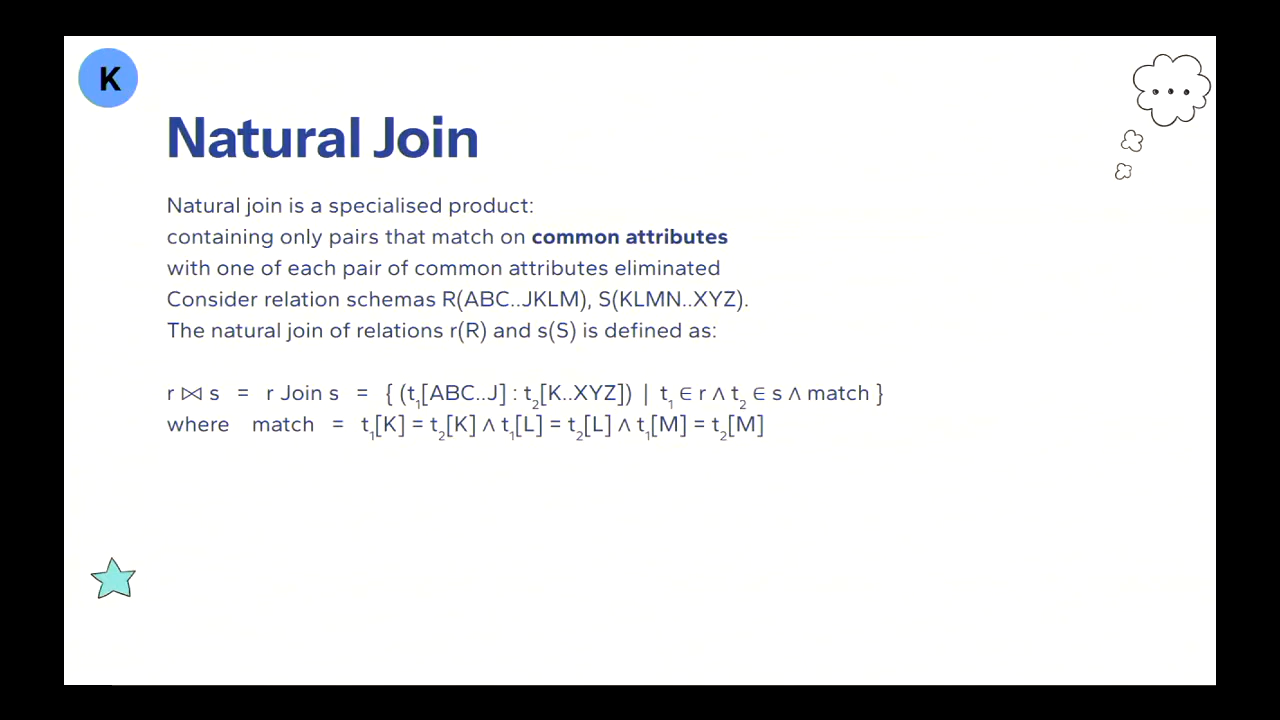 K
Natural Join
Natural join is a specialised product:
containing only pairs that match on common attributes
with one of each pair of common attributes eliminated
Consider relation schemas R(ABC..JKLM), S(KLMN..XYZ).
The natural join of relations r(R) and s(S) is defined as:
r ⋈ s = r Join s = { (t₁[ABC..J] : t₂[K..XYZ]) | t₁ ∈ r ∧ t₂ ∈ s ∧ match }
where match = t₁[K] = t₂[K] ∧ t₁[L] = t₂[L] ∧ t₁[M] = t₂[M]